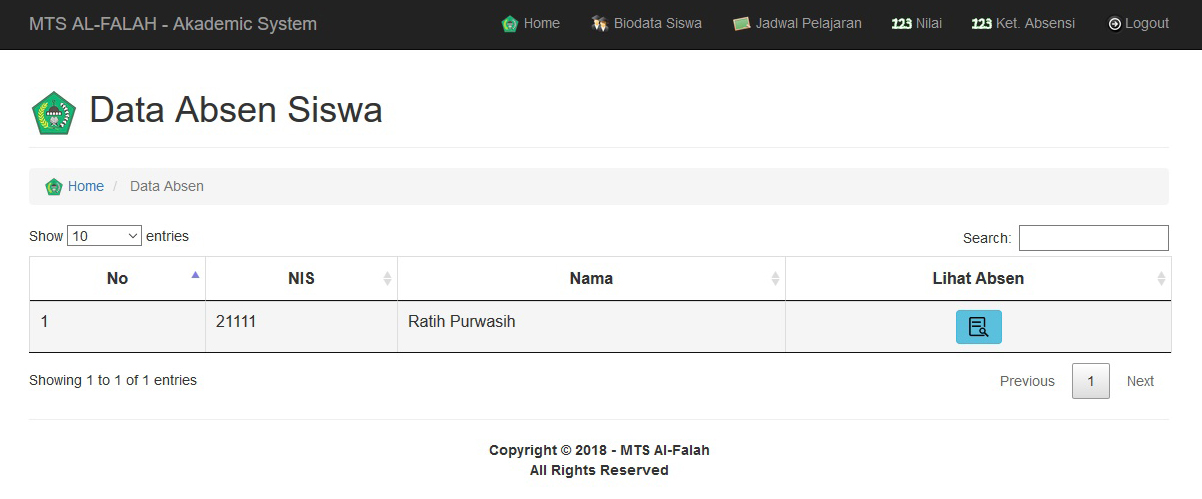 MTS AL-FALAH - Akademic System Home Biodata Siswa Jadwal Pelajaran 123 Nilai 123 Ket. Absensi Logout
Data Absen Siswa
Home / Data Absen
Show 10 entries Search:
No NIS Nama Lihat Absen
1 21111 Ratih Purwasih
Showing 1 to 1 of 1 entries Previous 1 Next
Copyright © 2018 - MTS Al-Falah
All Rights Reserved